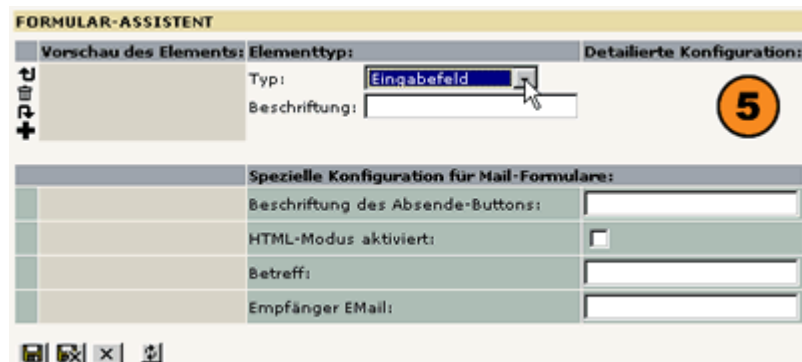 FORMULAR-ASSISTENT
Vorschau des Elements: Elementtyp: Detailierte Konfiguration:
Typ: Eingabefeld
Beschriftung:
5
Spezielle Konfiguration für Mail-Formulare:
Beschriftung des Absende-Buttons:
HTML-Modus aktiviert:
Betreff:
Empfänger EMail: